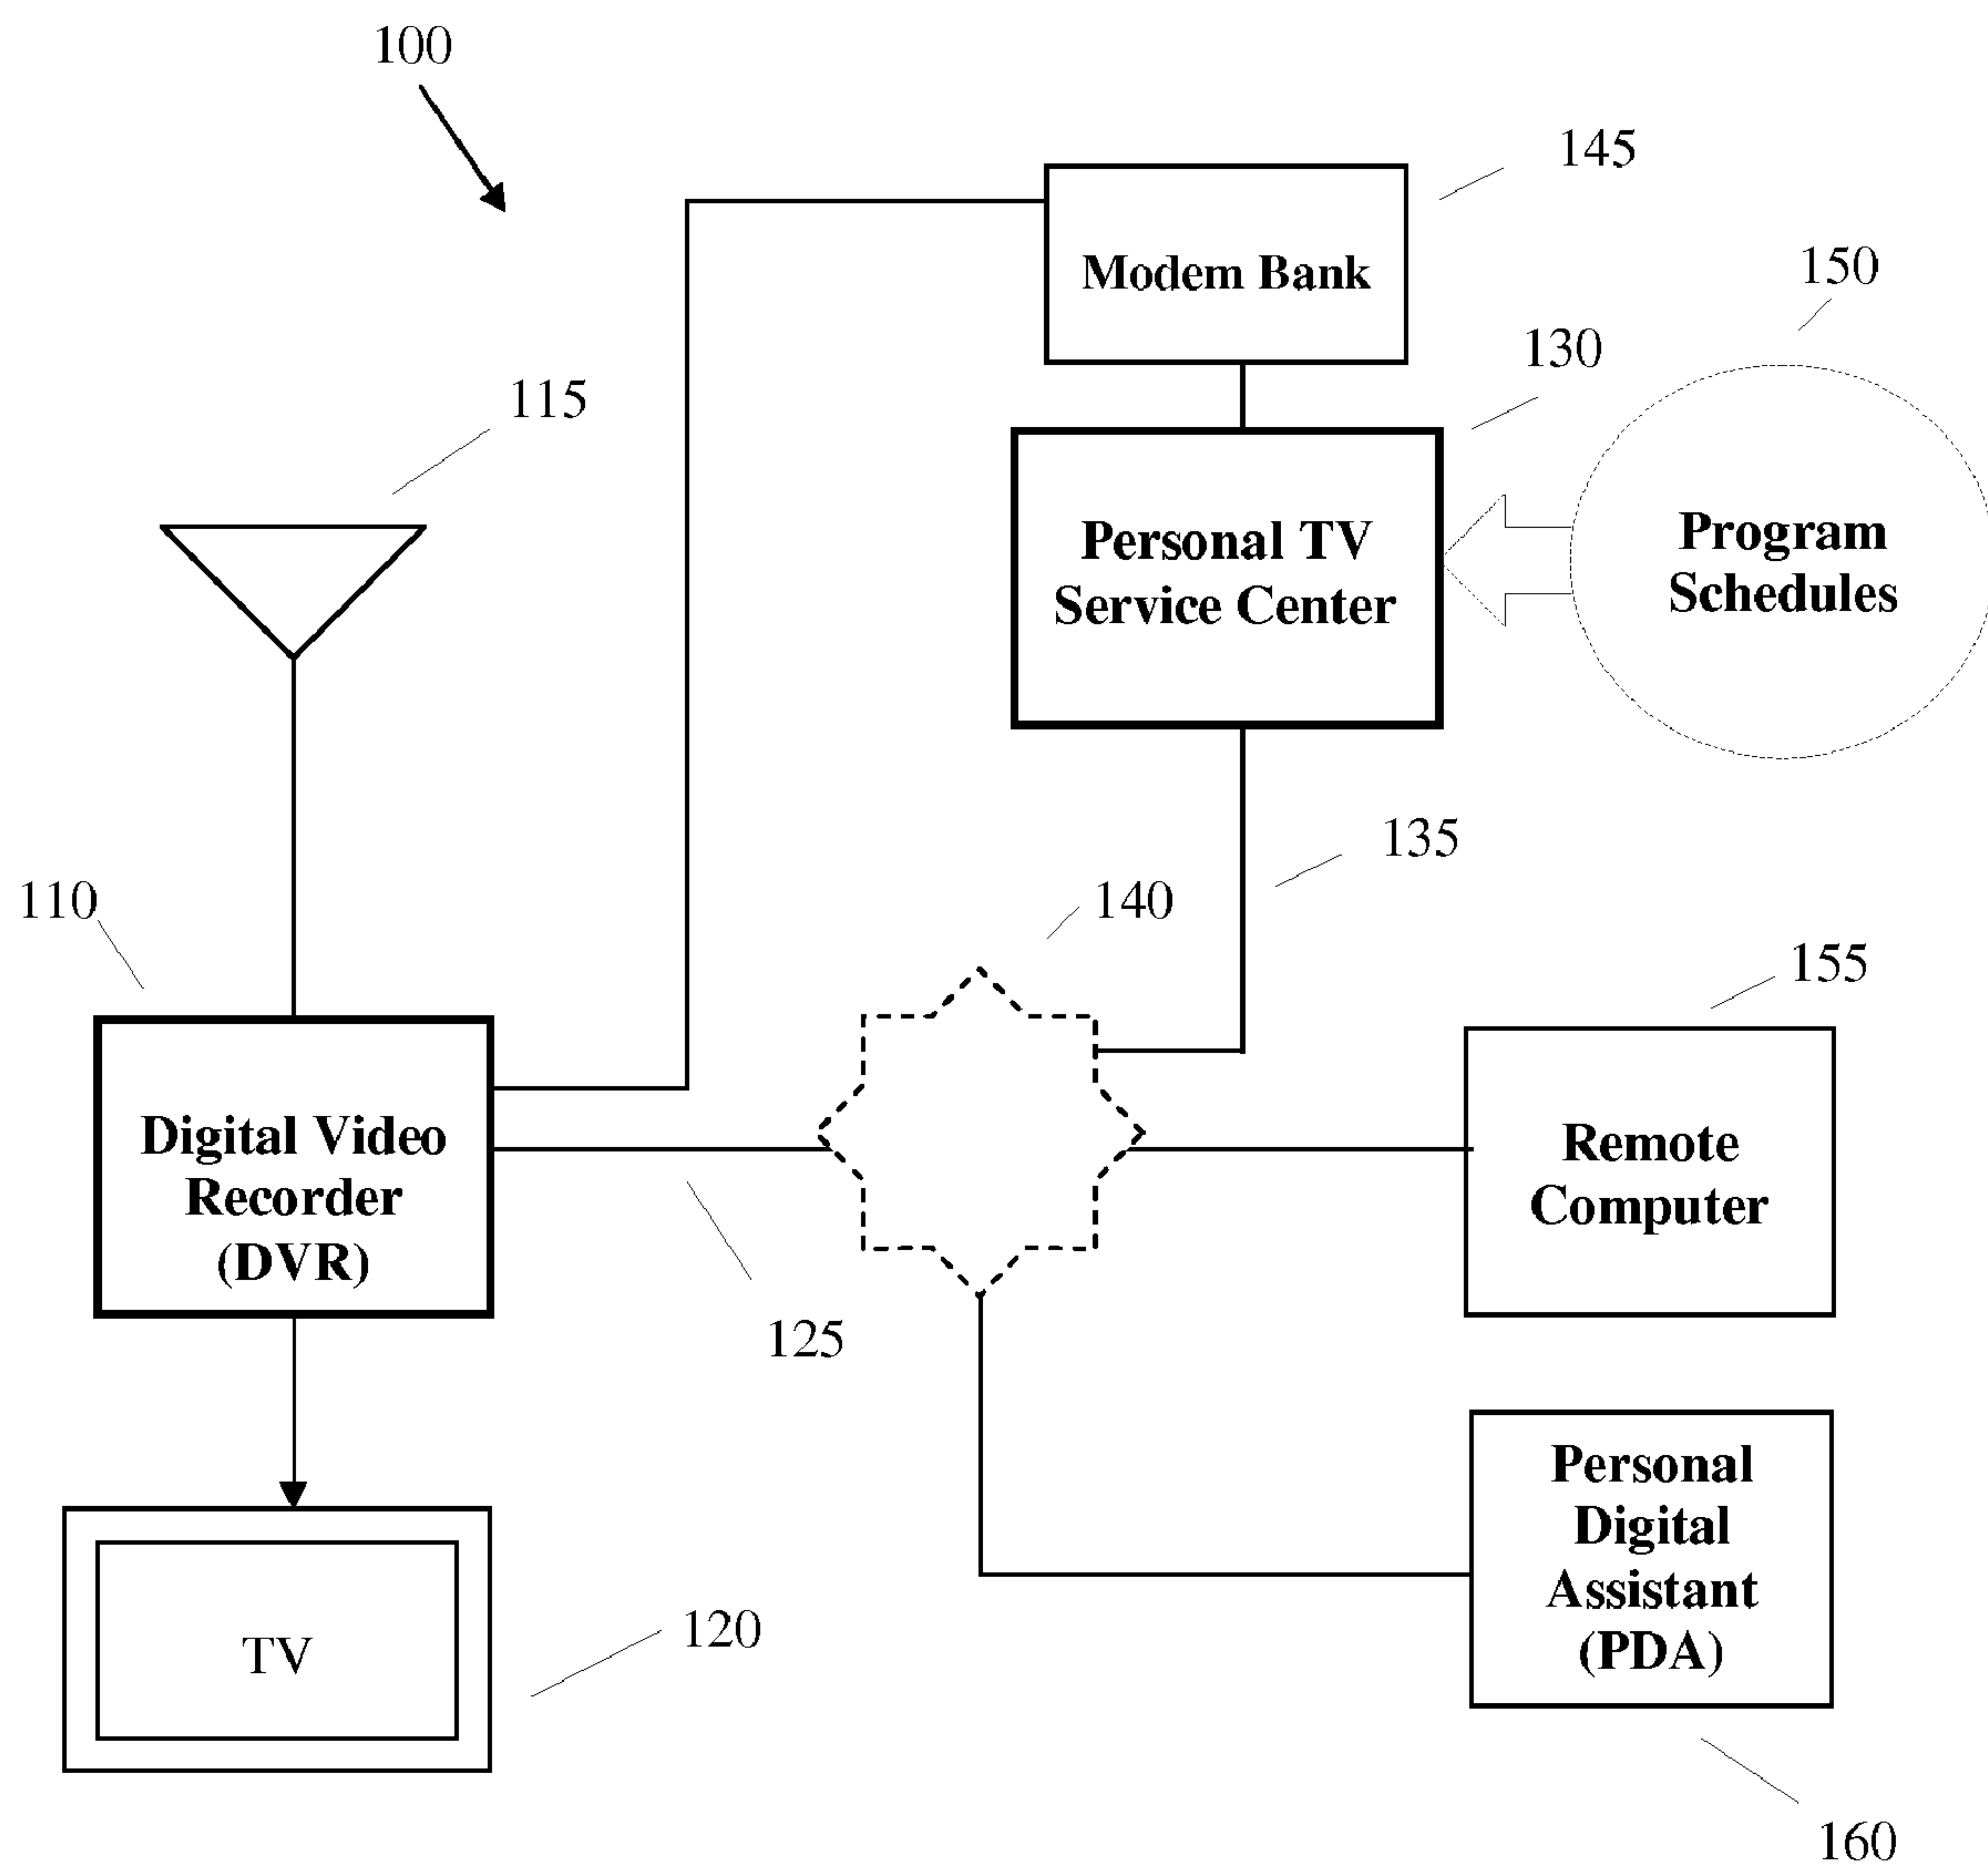 100
145
Modem Bank
150
130
115
Personal TV
Service Center
Program
Schedules
135
110
140
155
Digital Video
Recorder
(DVR)
Remote
Computer
125
Personal
Digital
Assistant
(PDA)
TV
120
160